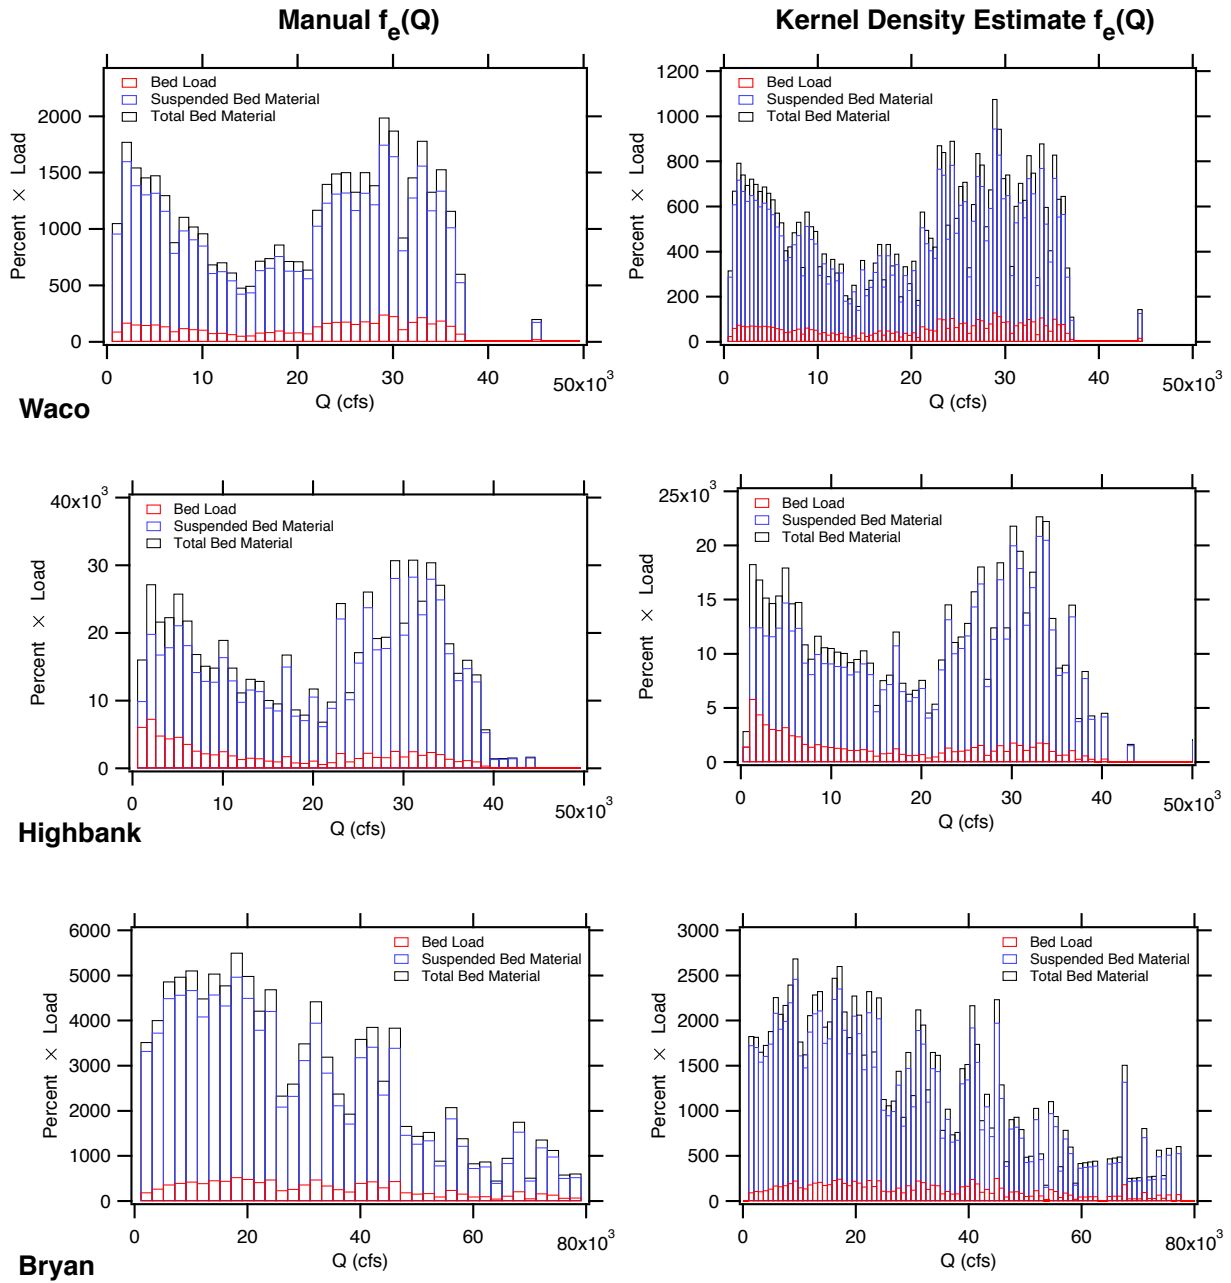 Manual fe(Q)
Kernel Density Estimate fe(Q)
Percent × Load
2000
1500
1000
500
0
Bed Load
Suspended Bed Material
Total Bed Material
0 10 20 30 40 50x10³
Q (cfs)
Percent × Load
1200
1000
800
600
400
200
0
Bed Load
Suspended Bed Material
Total Bed Material
0 10 20 30 40 50x10³
Q (cfs)
Waco
Percent × Load
40x10³
30
20
10
0
Bed Load
Suspended Bed Material
Total Bed Material
0 10 20 30 40 50x10³
Q (cfs)
Percent × Load
25x10³
20
15
10
5
0
Bed Load
Suspended Bed Material
Total Bed Material
0 10 20 30 40 50x10³
Q (cfs)
Highbank
Percent × Load
6000
5000
4000
3000
2000
1000
0
Bed Load
Suspended Bed Material
Total Bed Material
0 20 40 60 80x10³
Q (cfs)
Percent × Load
3000
2500
2000
1500
1000
500
0
Bed Load
Suspended Bed Material
Total Bed Material
0 20 40 60 80x10³
Q (cfs)
Bryan